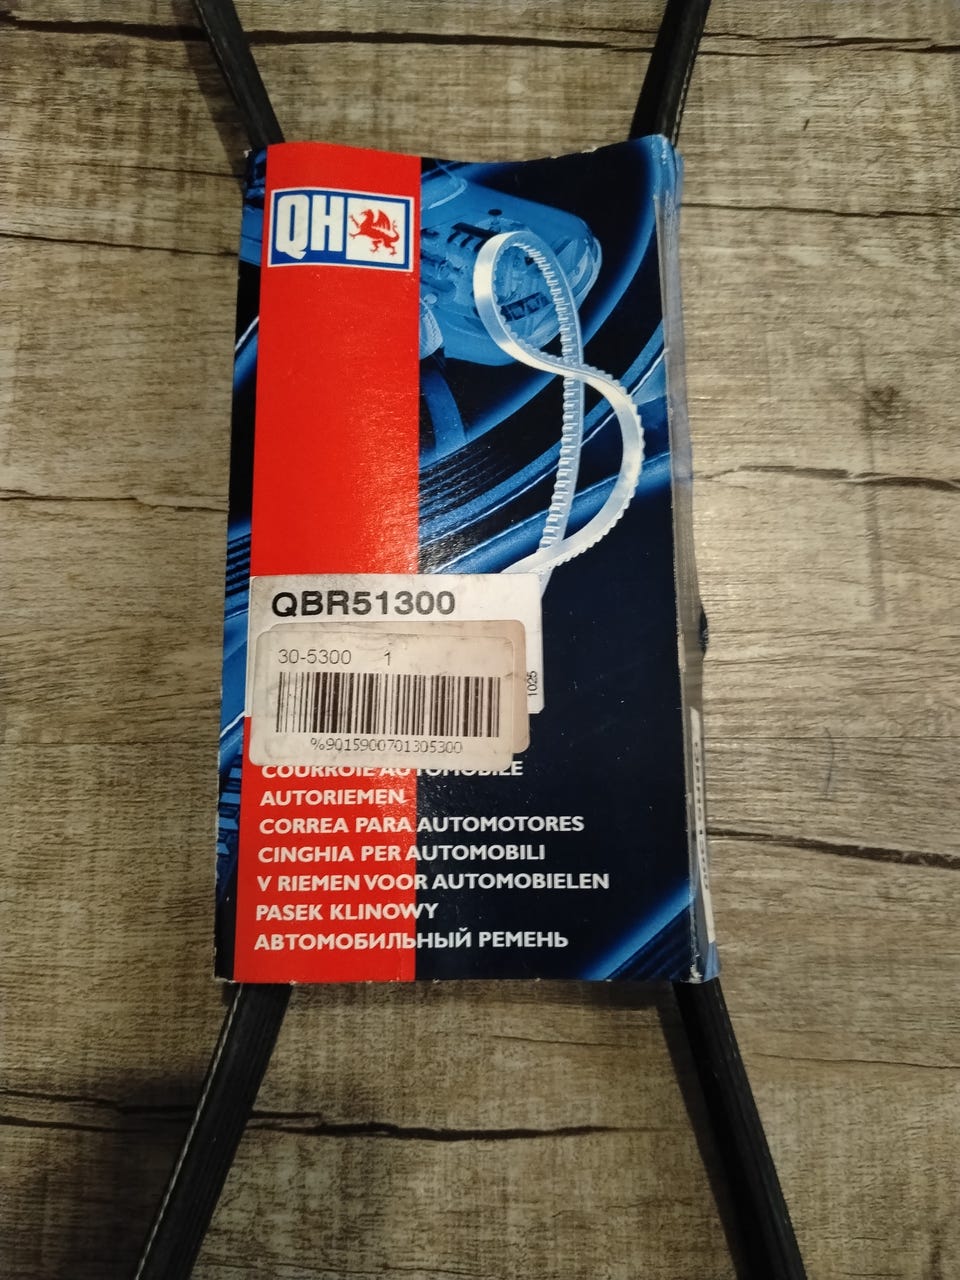 QH
QBR51300
30-5300 1
1025
%9015900701305300
COURROIE AUTOMOBILE
AUTORIEMEN
CORREA PARA AUTOMOTORES
CINGHIA PER AUTOMOBILI
V RIEMEN VOOR AUTOMOBIELEN
PASEK KLINOWY
АВТОМОБИЛЬНЫЙ РЕМЕНЬ